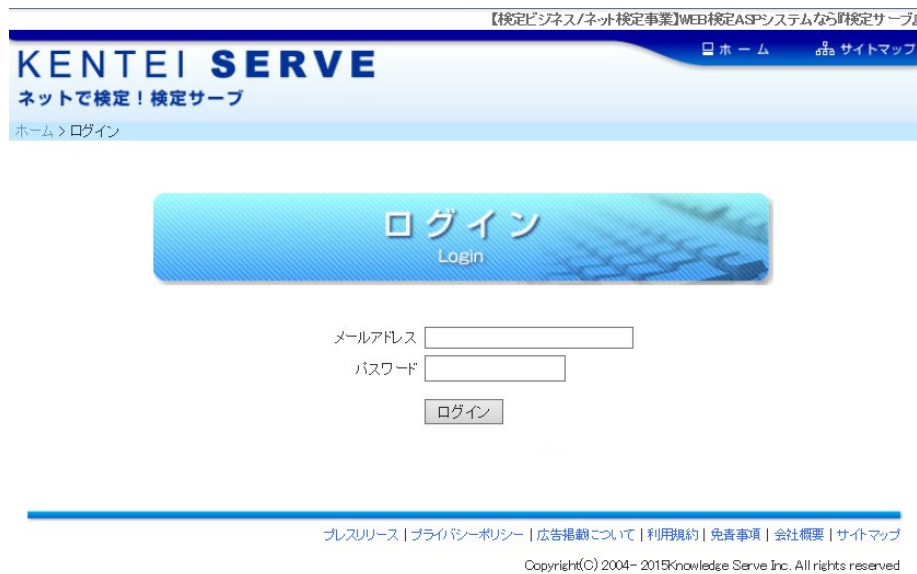 【検定ビジネス/ネット検定事業】WEB検定ASPシステムなら『検定サーブ』
ホーム サイトマップ
KENTEI SERVE
ネットで検定！検定サーブ
ホーム > ログイン
ログイン
Login
メールアドレス
パスワード
ログイン
プレスリリース | プライバシーポリシー | 広告掲載について | 利用規約 | 免責事項 | 会社概要 | サイトマップ
Copyright(C) 2004- 2015Knowledge Serve Inc. All rights reserved